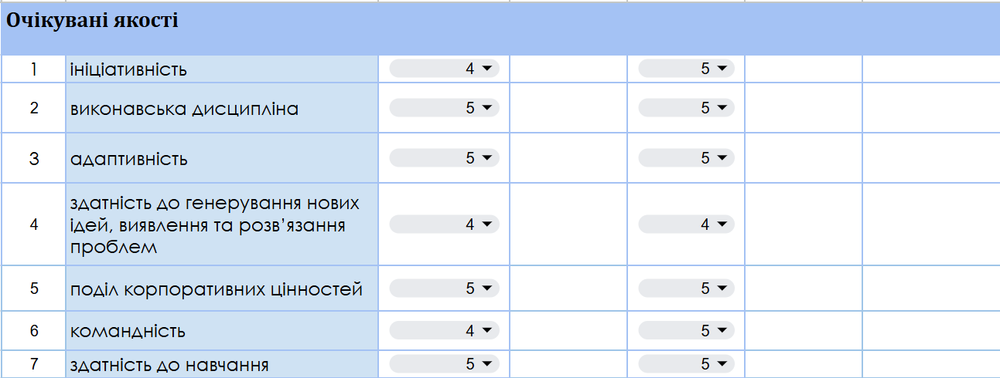 Очікувані якості
1 ініціативність 4 5
2 виконавська дисципліна 5 5
3 адаптивність 5 5
здатність до генерування нових
4 ідей, виявлення та розв’язання 4 4
проблем
5 поділ корпоративних цінностей 5 5
6 командність 4 5
7 здатність до навчання 5 5